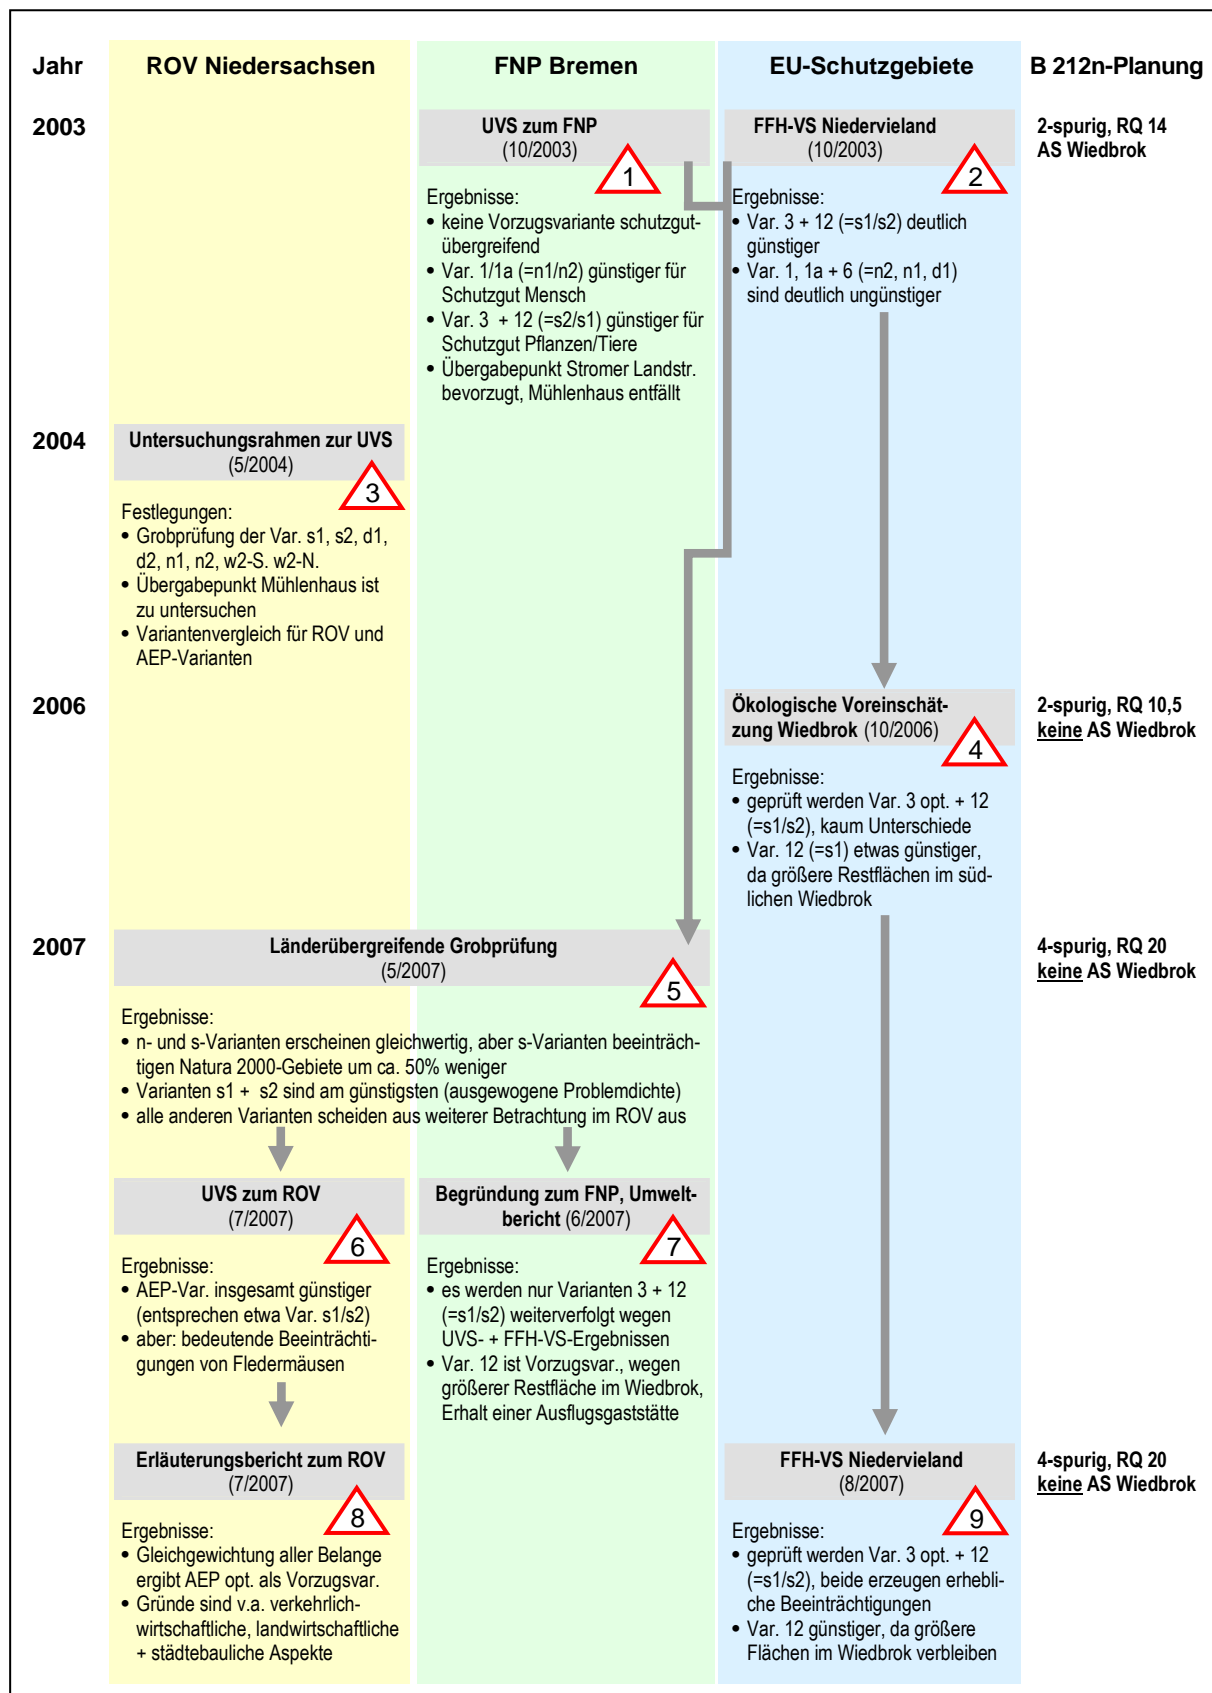 Jahr
ROV Niedersachsen
FNP Bremen
EU-Schutzgebiete
B 212n-Planung
2003
UVS zum FNP
(10/2003)
1
Ergebnisse:
• keine Vorzugsvariante schutzgut-
übergreifend
• Var. 1/1a (=n1/n2) günstiger für
Schutzgut Mensch
• Var. 3 + 12 (=s2/s1) günstiger für
Schutzgut Pflanzen/Tiere
• Übergabepunkt Stromer Landstr.
bevorzugt, Mühlenhaus entfällt
FFH-VS Niedervieland
(10/2003)
2
Ergebnisse:
• Var. 3 + 12 (=s1/s2) deutlich
günstiger
• Var. 1, 1a + 6 (=n2, n1, d1)
sind deutlich ungünstiger
2-spurig, RQ 14
AS Wiedbrok
2004
Untersuchungsrahmen zur UVS
(5/2004)
3
Festlegungen:
• Grobprüfung der Var. s1, s2, d1,
d2, n1, n2, w2-S. w2-N.
• Übergabepunkt Mühlenhaus ist
zu untersuchen
• Variantenvergleich für ROV und
AEP-Varianten
2006
Ökologische Voreinschät-
zung Wiedbrok (10/2006)
4
Ergebnisse:
• geprüft werden Var. 3 opt. + 12
(=s1/s2), kaum Unterschiede
• Var. 12 (=s1) etwas günstiger,
da größere Restflächen im süd-
lichen Wiedbrok
2-spurig, RQ 10,5
keine AS Wiedbrok
2007
Länderübergreifende Grobprüfung
(5/2007)
5
Ergebnisse:
• n- und s-Varianten erscheinen gleichwertig, aber s-Varianten beeinträch-
tigen Natura 2000-Gebiete um ca. 50% weniger
• Varianten s1 + s2 sind am günstigsten (ausgewogene Problemdichte)
• alle anderen Varianten scheiden aus weiterer Betrachtung im ROV aus
4-spurig, RQ 20
keine AS Wiedbrok
UVS zum ROV
(7/2007)
6
Ergebnisse:
• AEP-Var. insgesamt günstiger
(entsprechen etwa Var. s1/s2)
• aber: bedeutende Beeinträchti-
gungen von Fledermäusen
Begründung zum FNP, Umwelt-
bericht (6/2007)
7
Ergebnisse:
• es werden nur Varianten 3 + 12
(=s1/s2) weiterverfolgt wegen
UVS- + FFH-VS-Ergebnissen
• Var. 12 ist Vorzugsvar., wegen
größerer Restfläche im Wiedbrok,
Erhalt einer Ausflugsgaststätte
Erläuterungsbericht zum ROV
(7/2007)
8
Ergebnisse:
• Gleichgewichtung aller Belange
ergibt AEP opt. als Vorzugsvar.
• Gründe sind v.a. verkehrlich-
wirtschaftliche, landwirtschaftliche
+ städtebauliche Aspekte
FFH-VS Niedervieland
(8/2007)
9
Ergebnisse:
• geprüft werden Var. 3 opt. + 12
(=s1/s2), beide erzeugen erhebli-
che Beeinträchtigungen
• Var. 12 günstiger, da größere
Flächen im Wiedbrok verbleiben
4-spurig, RQ 20
keine AS Wiedbrok